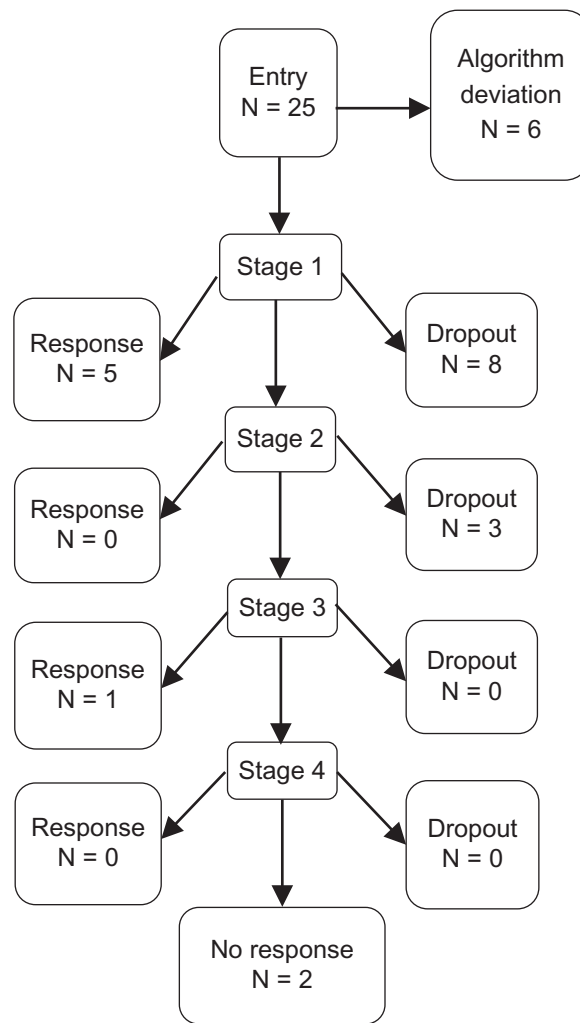 Entry
N = 25
Algorithm
deviation
N = 6
Stage 1
Response
N = 5
Dropout
N = 8
Stage 2
Response
N = 0
Dropout
N = 3
Stage 3
Response
N = 1
Dropout
N = 0
Stage 4
Response
N = 0
Dropout
N = 0
No response
N = 2